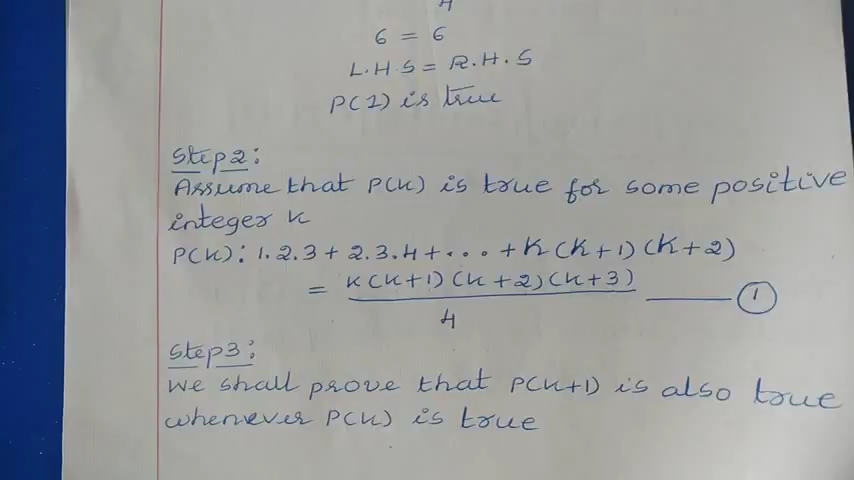 4
6 = 6
L.H.S = R.H.S
P(1) is true
Step2:
Assume that P(k) is true for some positive
integer k
P(k): 1.2.3 + 2.3.4 + ... + k(k+1)(k+2)
= k(k+1)(k+2)(k+3) ——— 1
4
Step3:
We shall prove that P(k+1) is also true
whenever P(k) is true